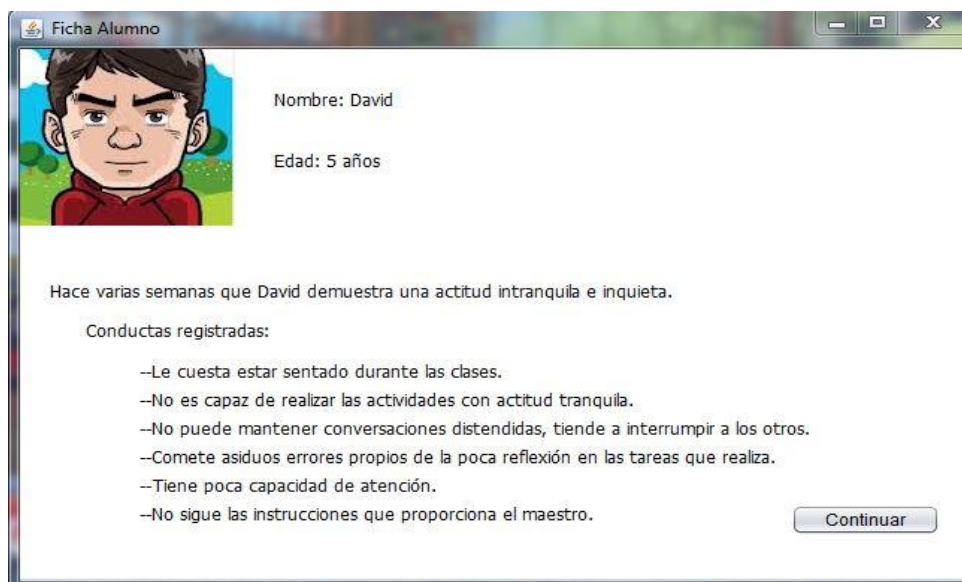 Ficha Alumno
Nombre: David
Edad: 5 años
Hace varias semanas que David demuestra una actitud intranquila e inquieta.
Conductas registradas:
--Le cuesta estar sentado durante las clases.
--No es capaz de realizar las actividades con actitud tranquila.
--No puede mantener conversaciones distendidas, tiende a interrumpir a los otros.
--Comete asiduos errores propios de la poca reflexión en las tareas que realiza.
--Tiene poca capacidad de atención.
--No sigue las instrucciones que proporciona el maestro.
Continuar